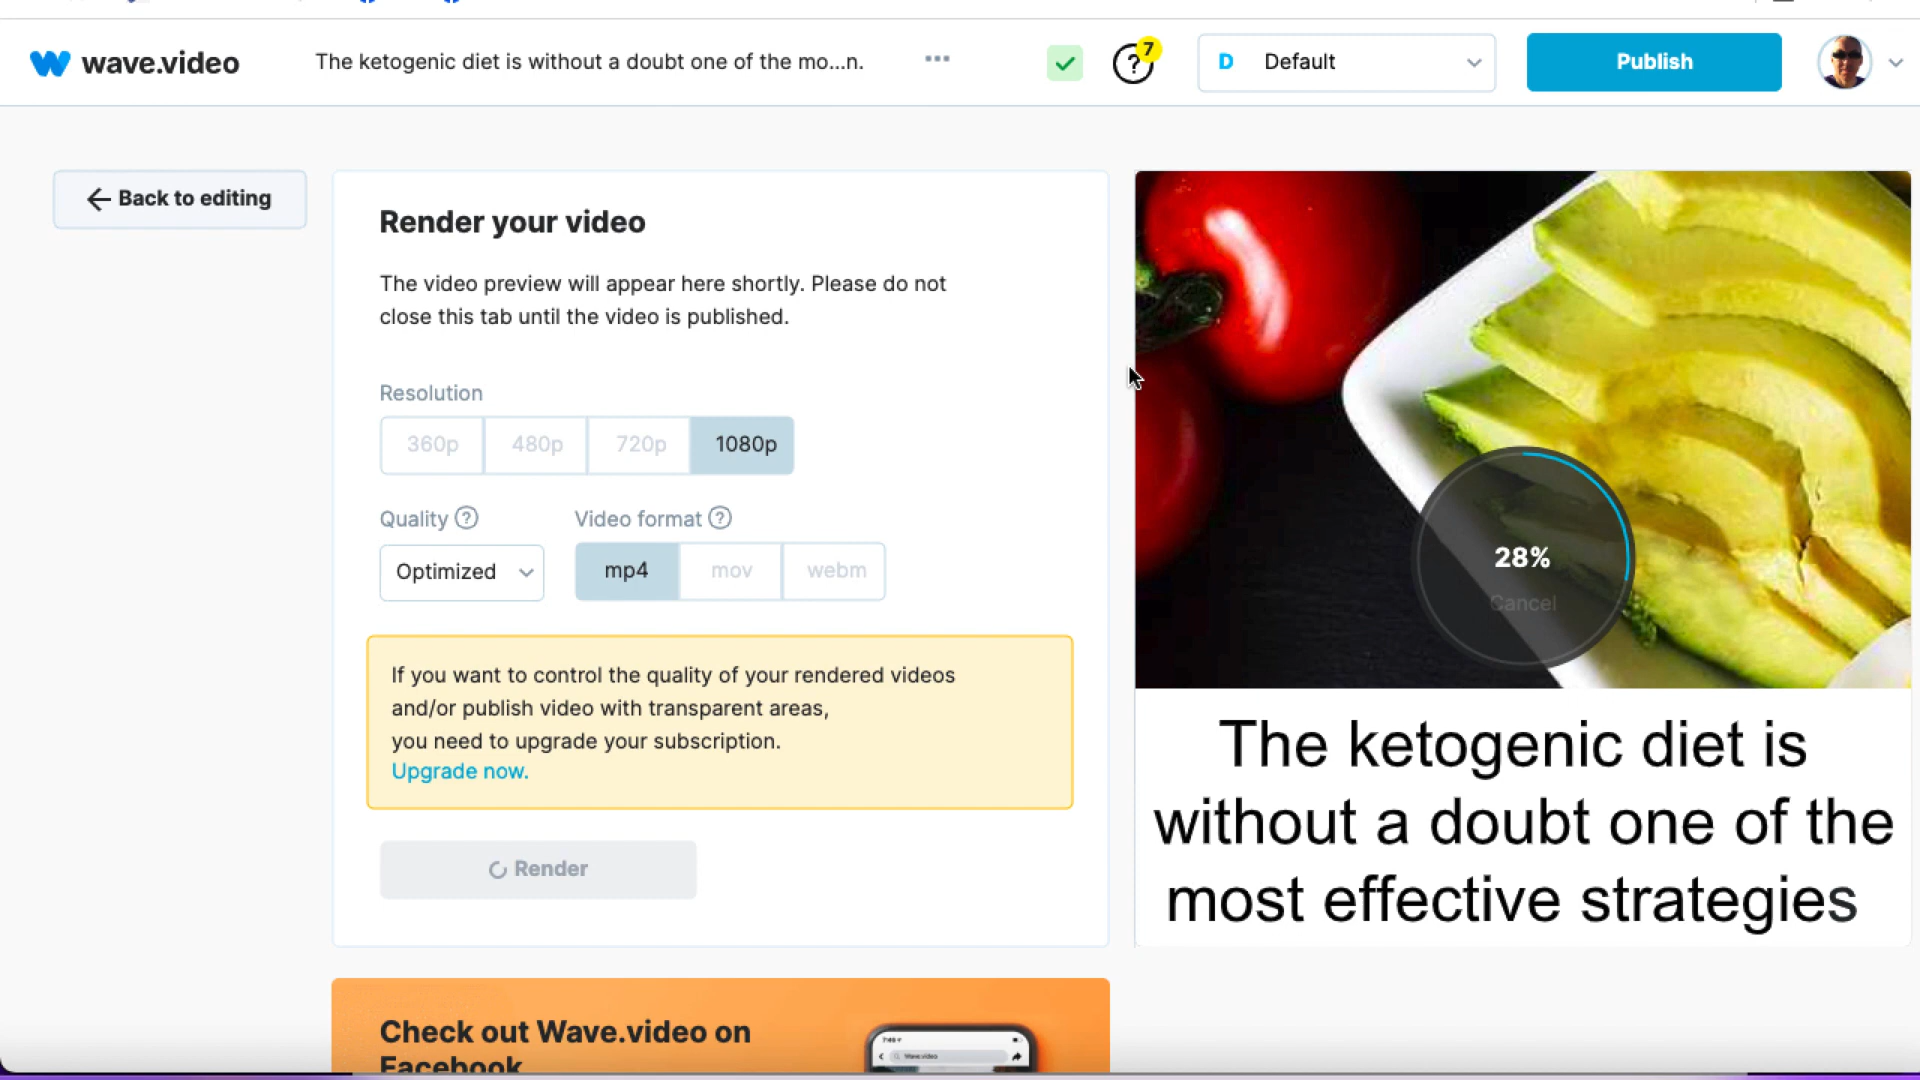 wave.video
The ketogenic diet is without a doubt one of the mo...n.
7
D Default
Publish
Back to editing
Render your video
The video preview will appear here shortly. Please do not
close this tab until the video is published.
Resolution
360p 480p 720p 1080p
Quality ? Video format ?
Optimized mp4 mov webm
If you want to control the quality of your rendered videos
and/or publish video with transparent areas,
you need to upgrade your subscription.
Upgrade now.
Render
28%
Cancel
The ketogenic diet is
without a doubt one of the
most effective strategies
Check out Wave.video on
Facebook
Wave.video